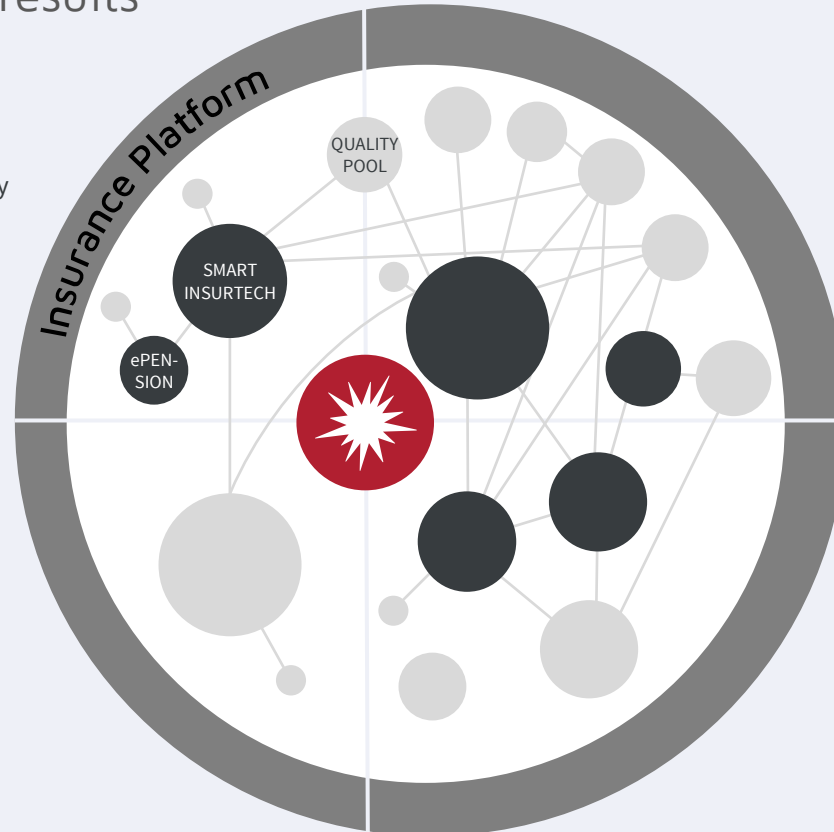 results
y
Insurance Platform
QUALITY
POOL
SMART
INSURTECH
ePEN-
SION